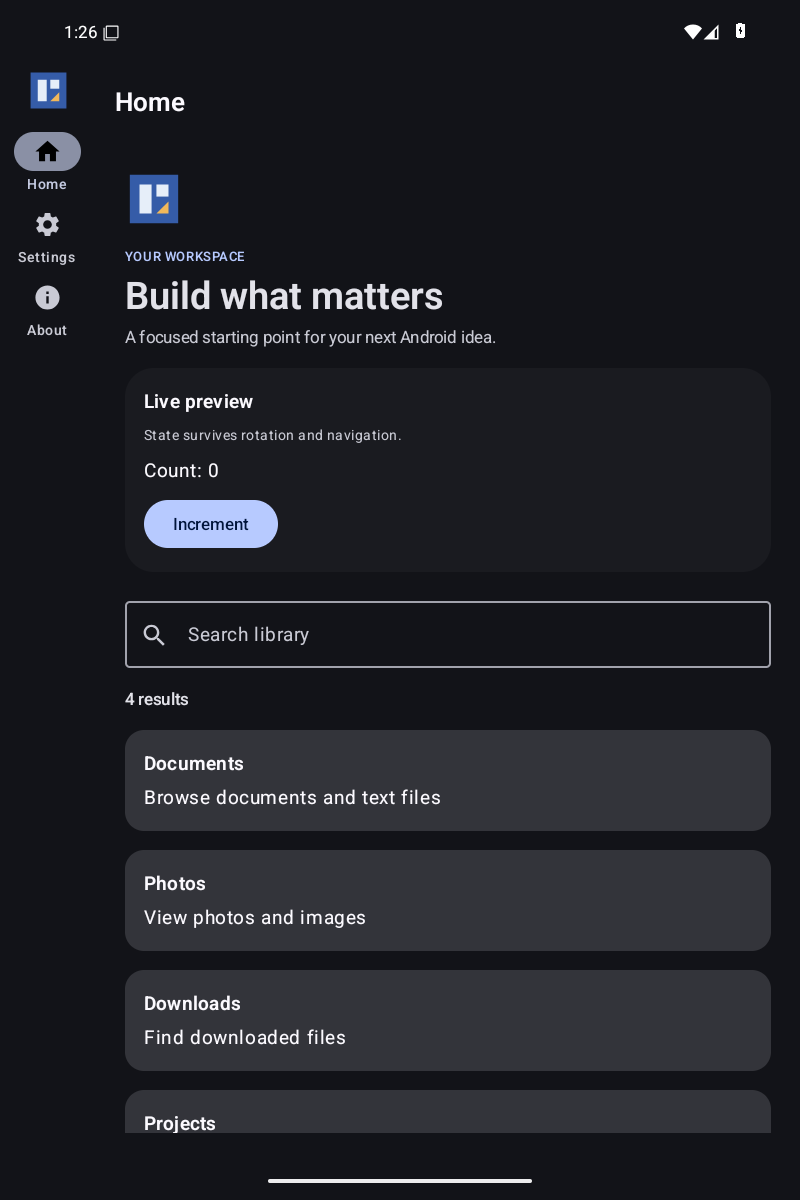 1:26
Home
Home
Settings
About
YOUR WORKSPACE
Build what matters
A focused starting point for your next Android idea.
Live preview
State survives rotation and navigation.
Count: 0
Increment
Search library
4 results
Documents
Browse documents and text files
Photos
View photos and images
Downloads
Find downloaded files
Projects